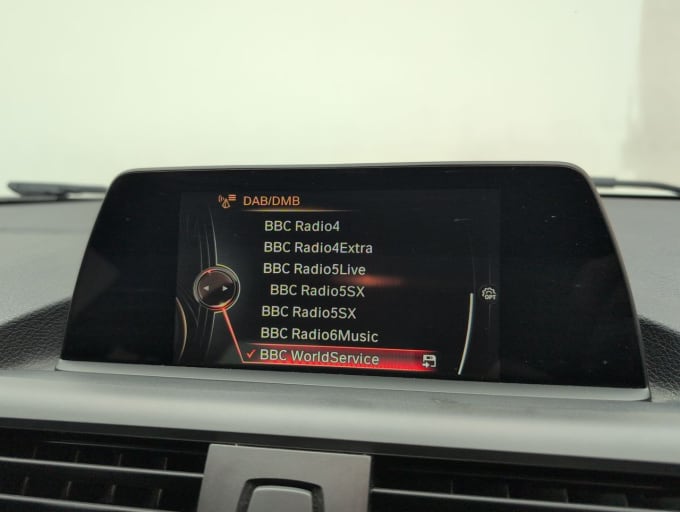 DAB/DMB
BBC Radio4
BBC Radio4Extra
BBC Radio5Live
BBC Radio5SX
BBC Radio5SX
BBC Radio6Music
BBC WorldService
OPT